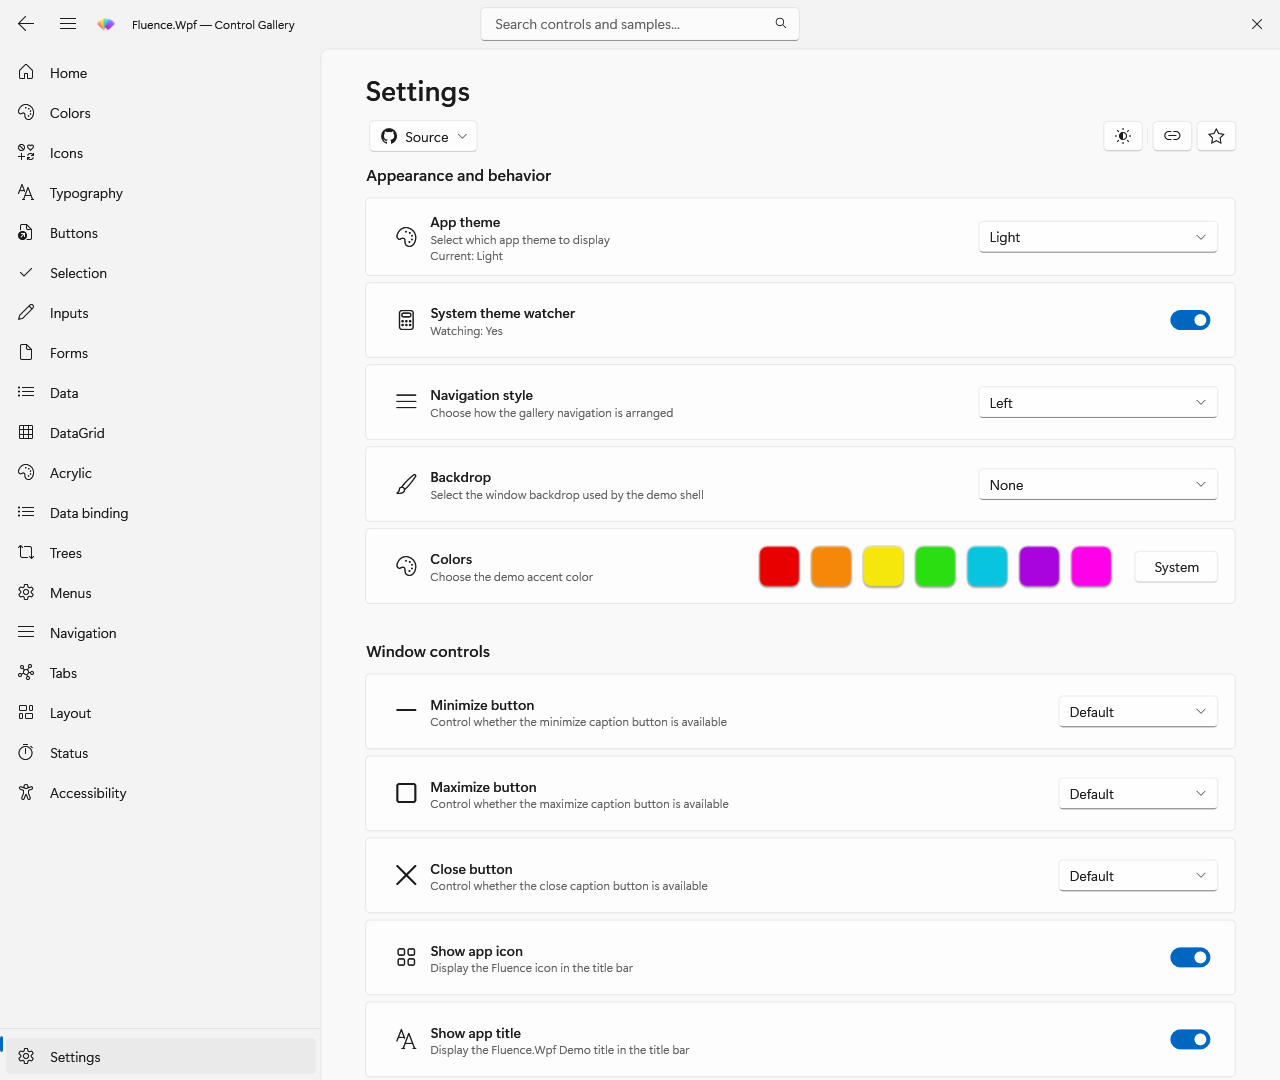 Fluence.Wpf — Control Gallery
Search controls and samples...
Home
Colors
Icons
Typography
Buttons
Selection
Inputs
Forms
Data
DataGrid
Acrylic
Data binding
Trees
Menus
Navigation
Tabs
Layout
Status
Accessibility
Settings
Settings
Source
Appearance and behavior
App theme
Select which app theme to display
Current: Light
Light
System theme watcher
Watching: Yes
Navigation style
Choose how the gallery navigation is arranged
Left
Backdrop
Select the window backdrop used by the demo shell
None
Colors
Choose the demo accent color
System
Window controls
Minimize button
Control whether the minimize caption button is available
Default
Maximize button
Control whether the maximize caption button is available
Default
Close button
Control whether the close caption button is available
Default
Show app icon
Display the Fluence icon in the title bar
Show app title
Display the Fluence.Wpf Demo title in the title bar